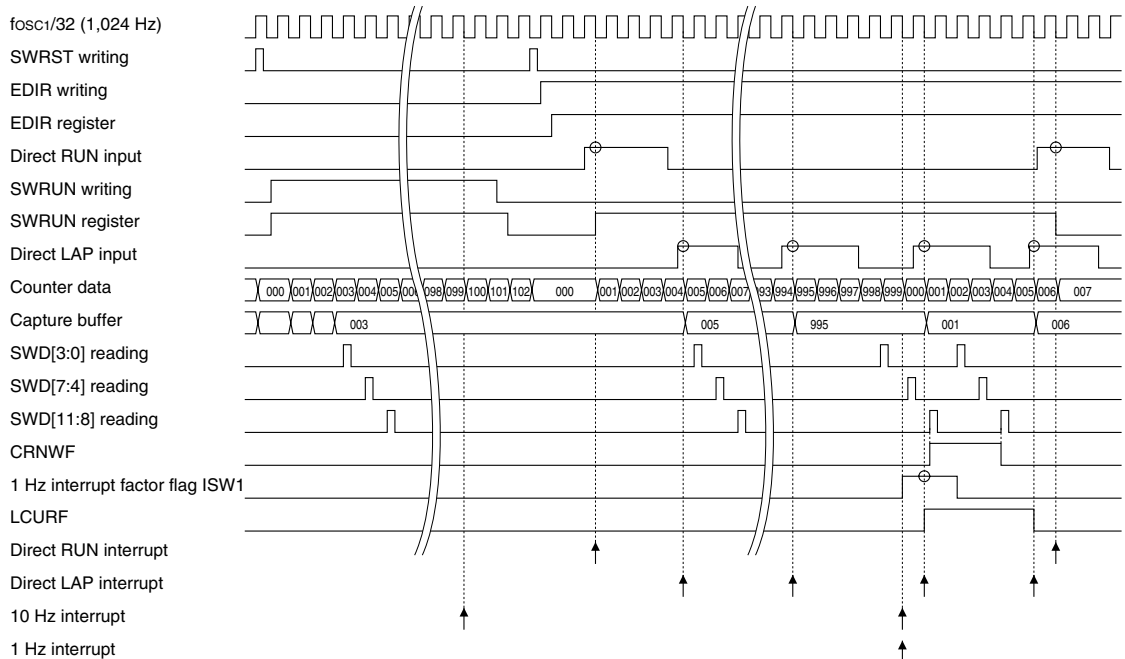 fOSC1/32 (1,024 Hz)
SWRST writing
EDIR writing
EDIR register
Direct RUN input
SWRUN writing
SWRUN register
Direct LAP input
Counter data 000 001 002 003 004 005 006 098 099 100 101 102 000 001 002 003 004 005 006 007 993 994 995 996 997 998 999 000 001 002 003 004 005 006 007
Capture buffer 003 005 995 001 006
SWD[3:0] reading
SWD[7:4] reading
SWD[11:8] reading
CRNWF
1 Hz interrupt factor flag ISW1
LCURF
Direct RUN interrupt
Direct LAP interrupt
10 Hz interrupt
1 Hz interrupt